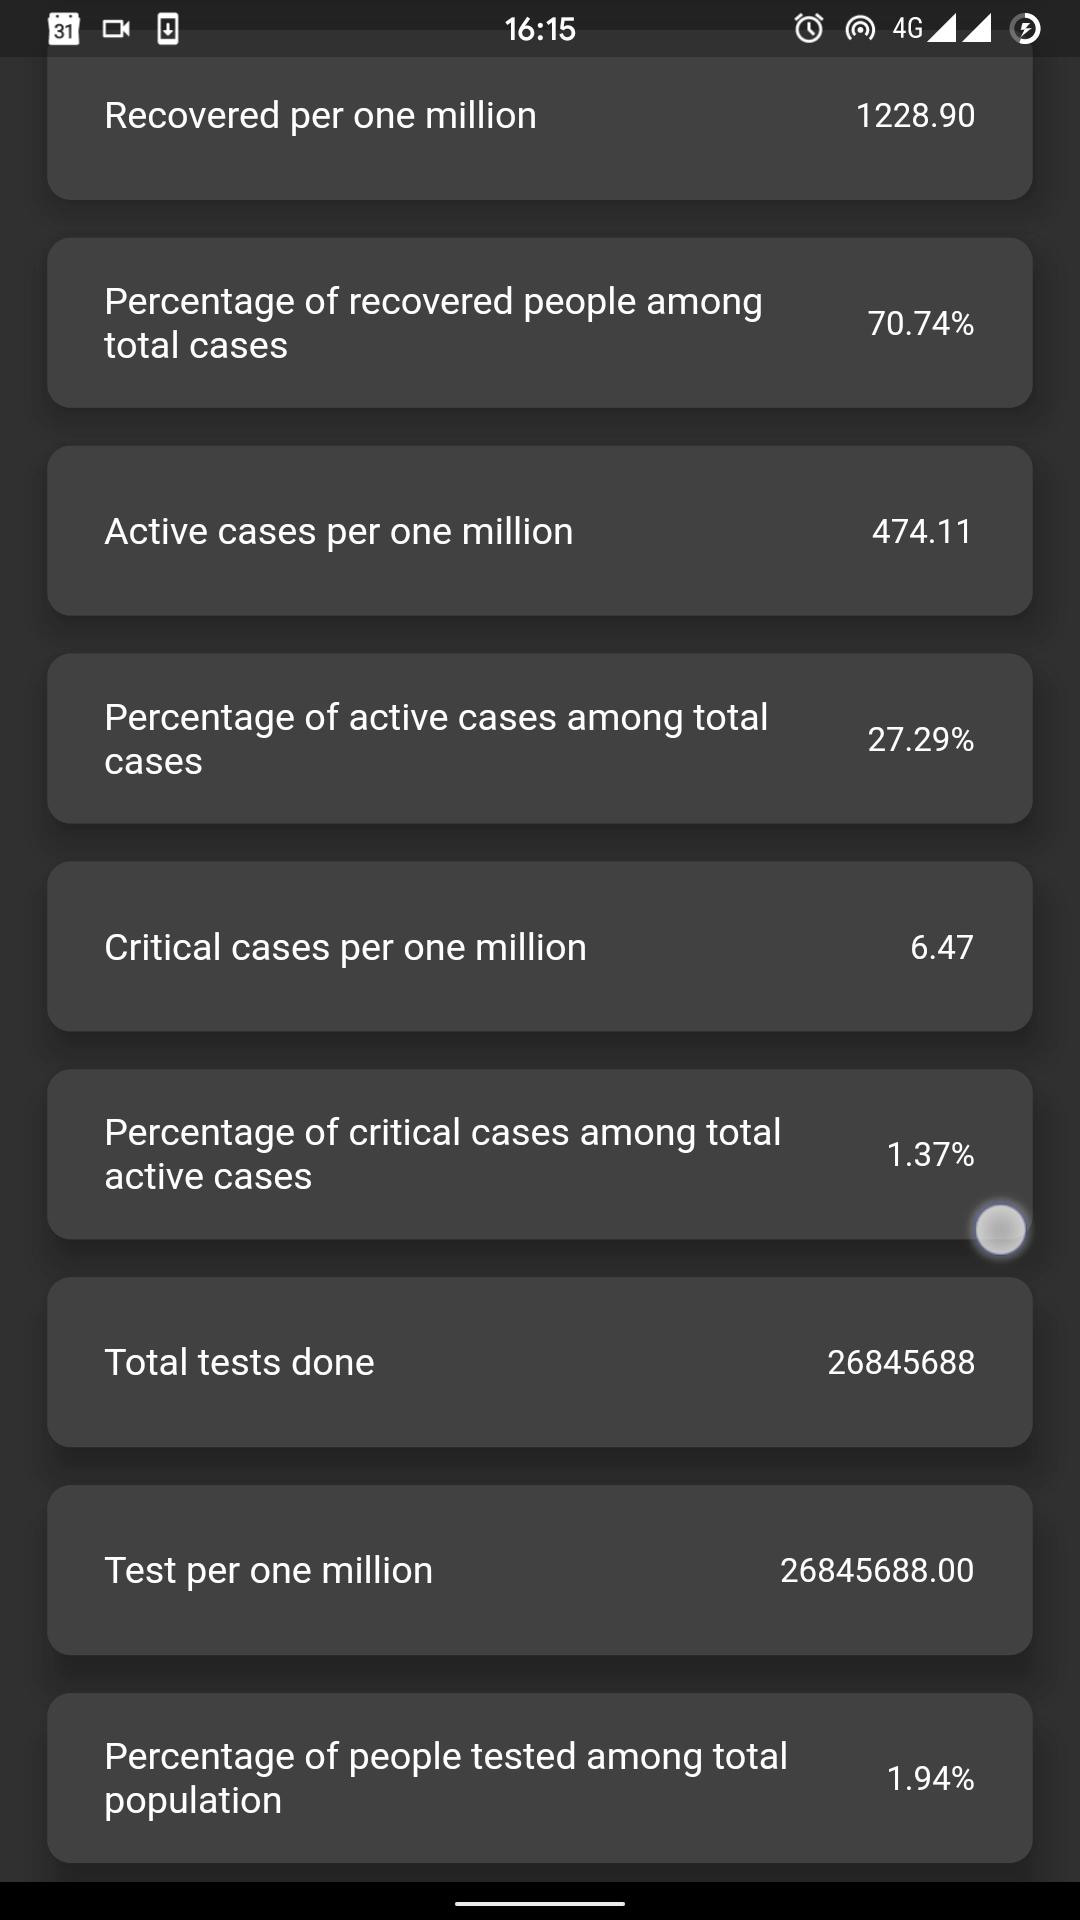 31
16:15
4G
Recovered per one million
1228.90
Percentage of recovered people among
total cases
70.74%
Active cases per one million
474.11
Percentage of active cases among total
cases
27.29%
Critical cases per one million
6.47
Percentage of critical cases among total
active cases
1.37%
Total tests done
26845688
Test per one million
26845688.00
Percentage of people tested among total
population
1.94%